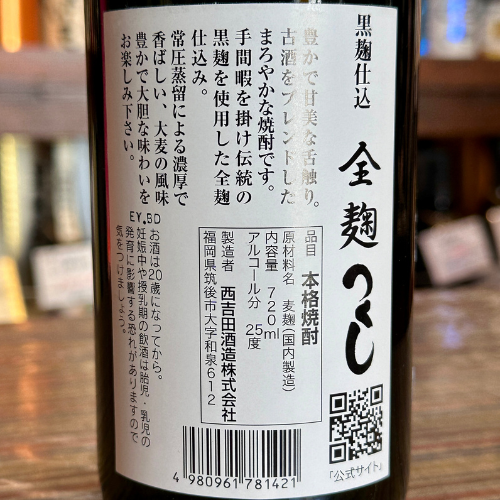 黒麹仕込
全麹つくし
豊かで甘美な舌触り。
古酒をブレンドした
まろやかな焼酎です。
手間暇を掛け伝統の
黒麹を使用した全麹
仕込み。
常圧蒸留による濃厚で
香ばしい、大麦の風味
豊かで大胆な味わいを
お楽しみ下さい。
EY.BD
品目 本格焼酎
原材料名 麦麹(国内製造)
内容量 720ml
アルコール分 25度
製造者 西吉田酒造株式会社
福岡県筑後市大字和泉612
お酒は20歳になってから。
妊娠中や授乳期の飲酒は胎児・乳児の
発育に影響する恐れがありますので
気をつけましょう。
「公式サイト」
4 980961 781421